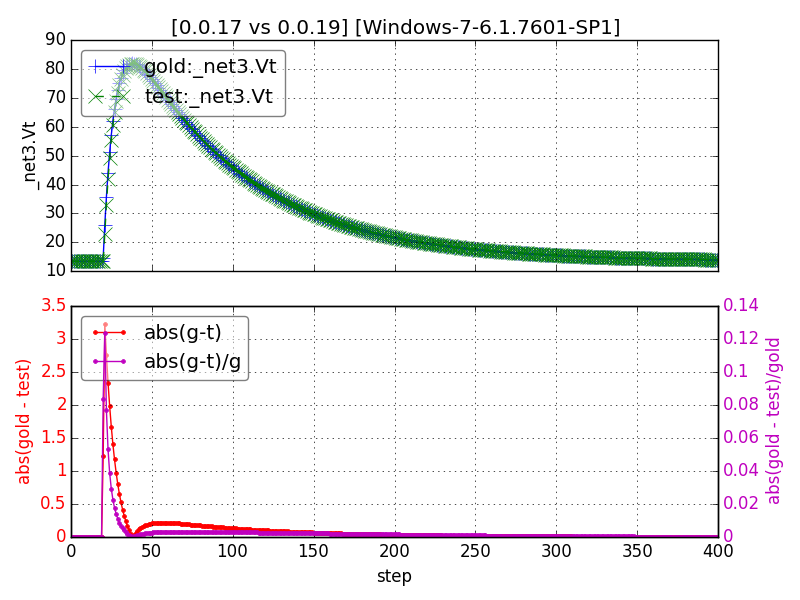 [0.0.17 vs 0.0.19] [Windows-7-6.1.7601-SP1]
90
80
70
60
50
40
30
20
10
_net3.Vt
gold:_net3.Vt
test:_net3.Vt
3.5
3
2.5
2
1.5
1
0.5
0
abs(gold - test)
abs(g-t)
abs(g-t)/g
0.14
0.12
0.1
0.08
0.06
0.04
0.02
0
abs(gold - test)/gold
0 50 100 150 200 250 300 350 400
step